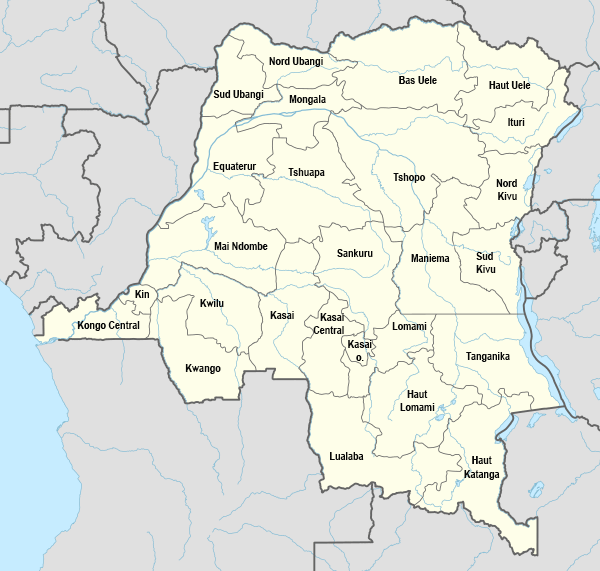 Nord Ubangi
Bas Uele
Haut Uele
Sud Ubangi
Mongala
Ituri
Equaterur
Tshuapa
Tshopo
Nord
Kivu
Mai Ndombe
Sankuru
Maniema
Sud
Kivu
Kin
Kwilu
Kongo Central
Kasai
Kasai
Central
Lomami
Kasai
o.
Tanganika
Kwango
Haut
Lomami
Lualaba
Haut
Katanga